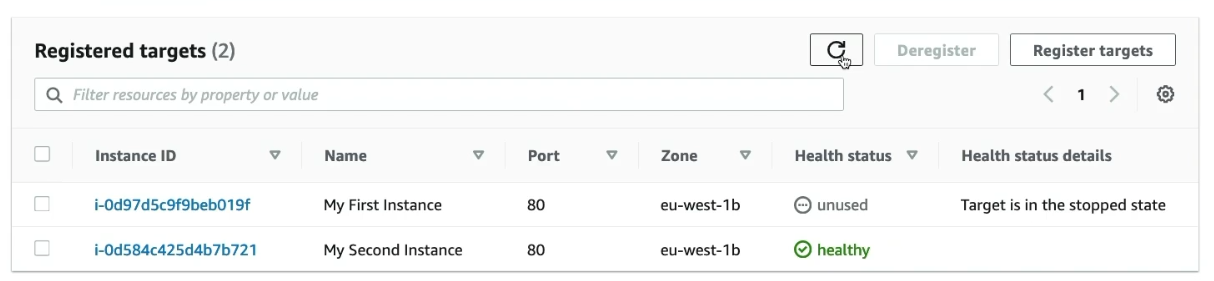 Registered targets (2)
Deregister
Register targets
Filter resources by property or value
1
Instance ID Name Port Zone Health status Health status details
i-0d97d5c9f9beb019f My First Instance 80 eu-west-1b unused Target is in the stopped state
i-0d584c425d4b7b721 My Second Instance 80 eu-west-1b healthy